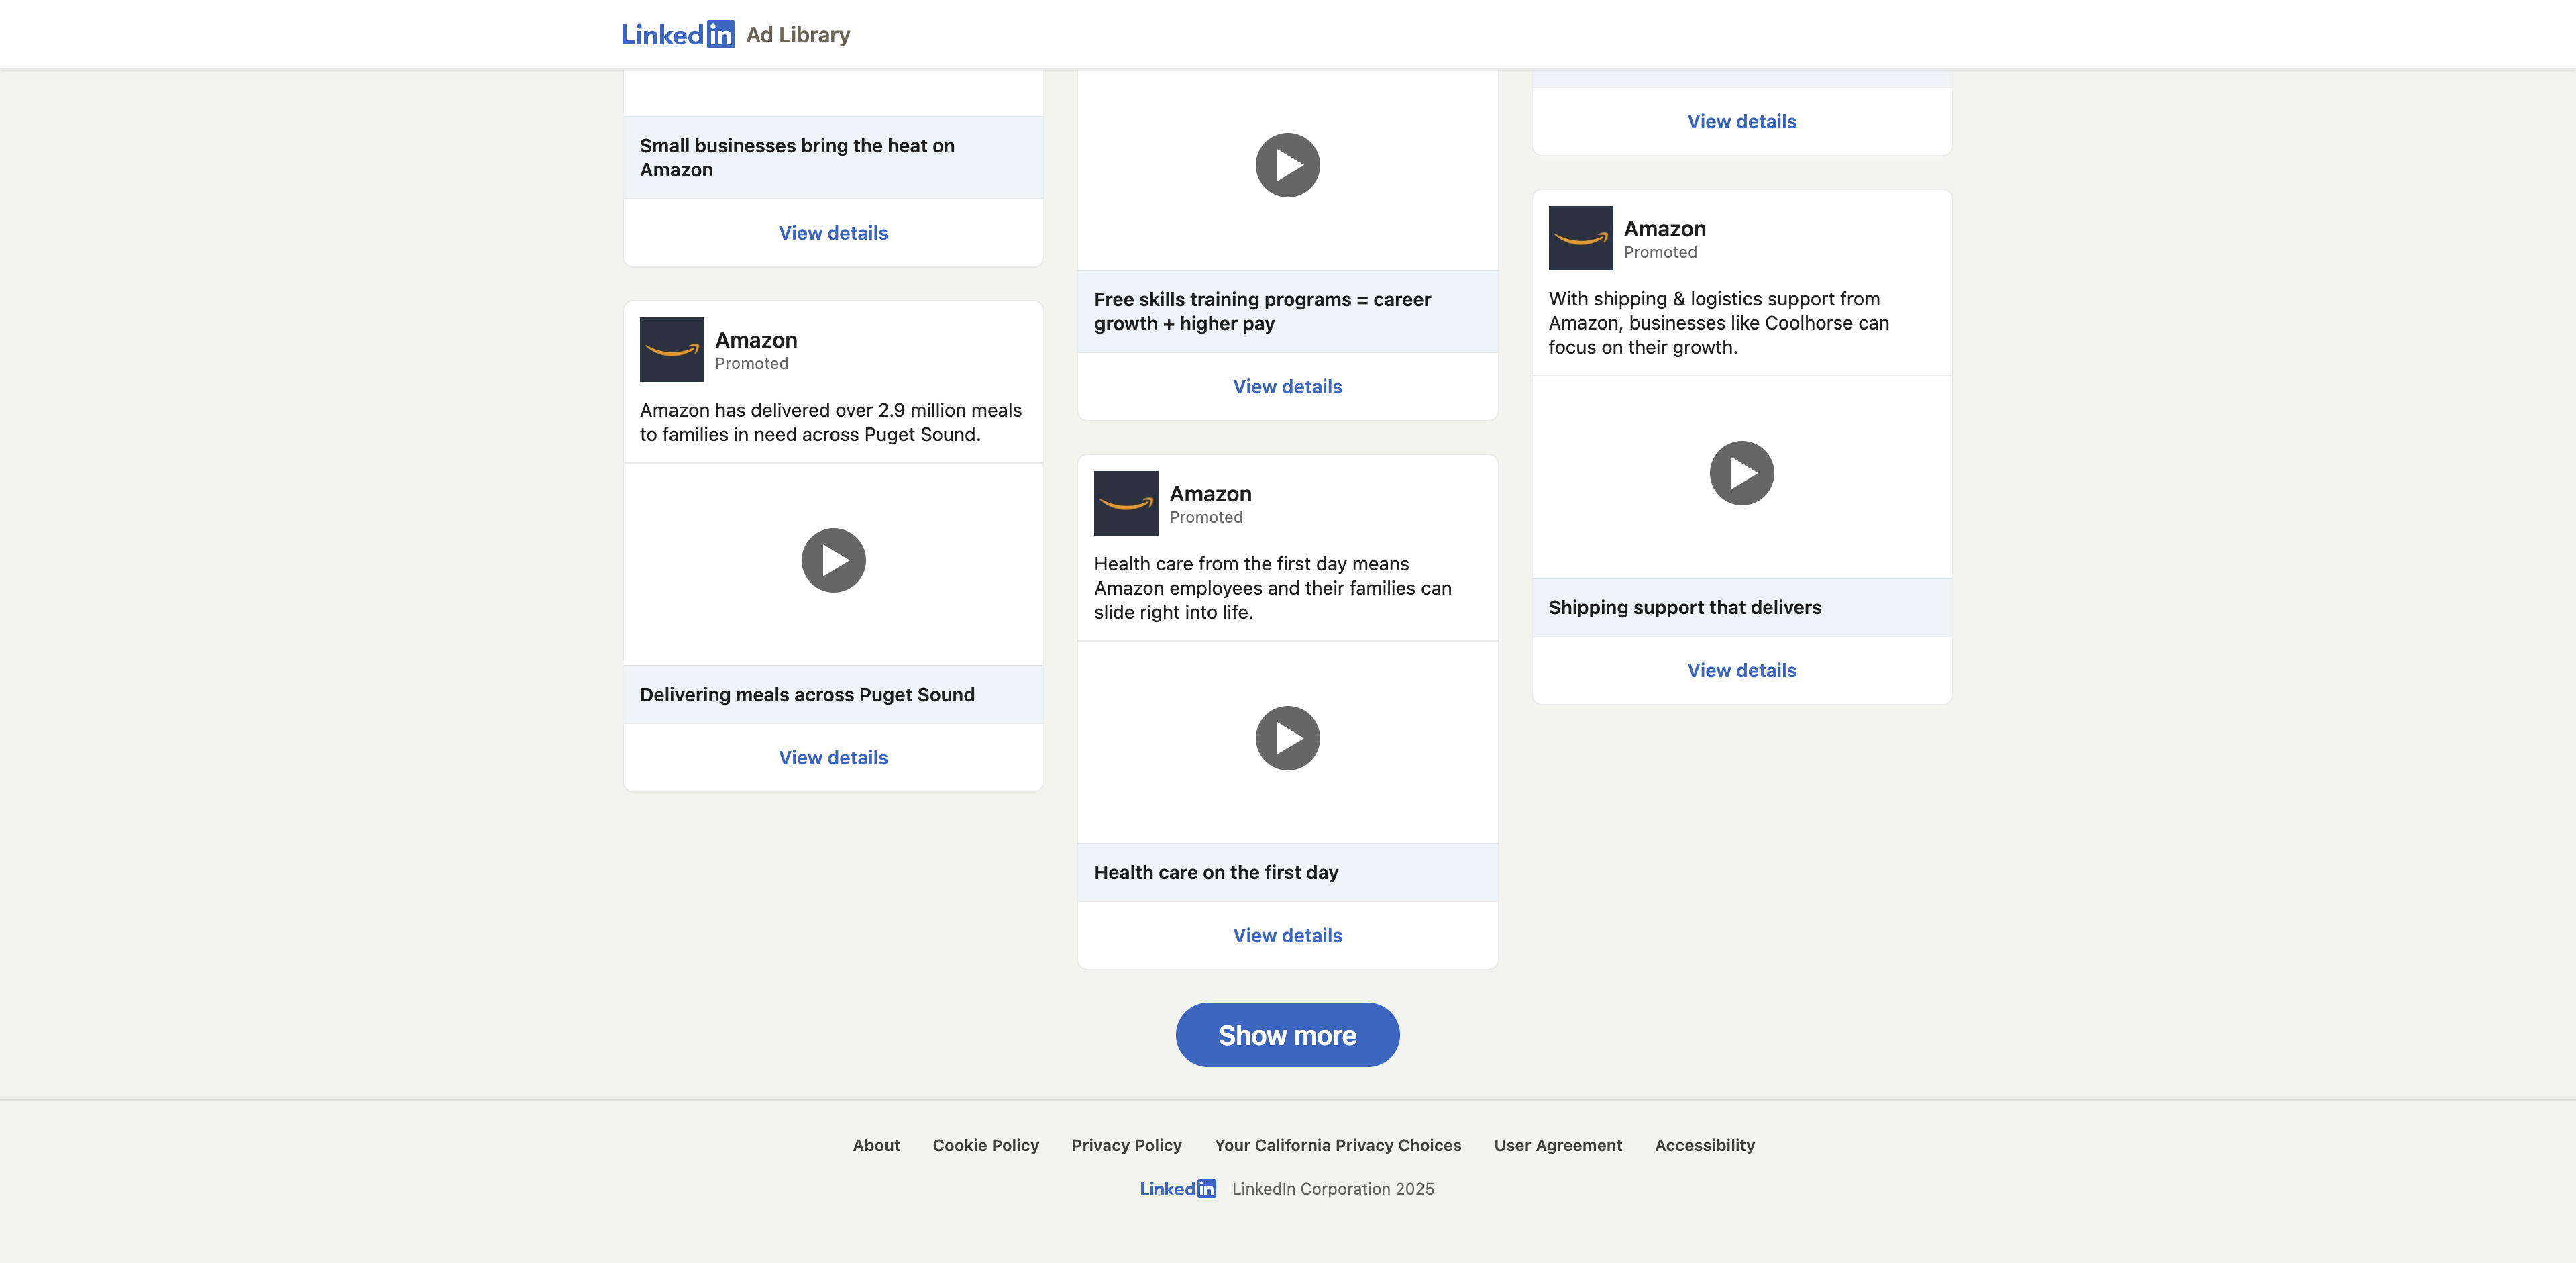 Linkedin Ad Library
Small businesses bring the heat on
Amazon
View details
Amazon
Promoted
Amazon has delivered over 2.9 million meals
to families in need across Puget Sound.
Delivering meals across Puget Sound
View details
Free skills training programs = career
growth + higher pay
View details
Amazon
Promoted
Health care from the first day means
Amazon employees and their families can
slide right into life.
Health care on the first day
View details
View details
Amazon
Promoted
With shipping & logistics support from
Amazon, businesses like Coolhorse can
focus on their growth.
Shipping support that delivers
View details
Show more
About Cookie Policy Privacy Policy Your California Privacy Choices User Agreement Accessibility
Linkedin LinkedIn Corporation 2025